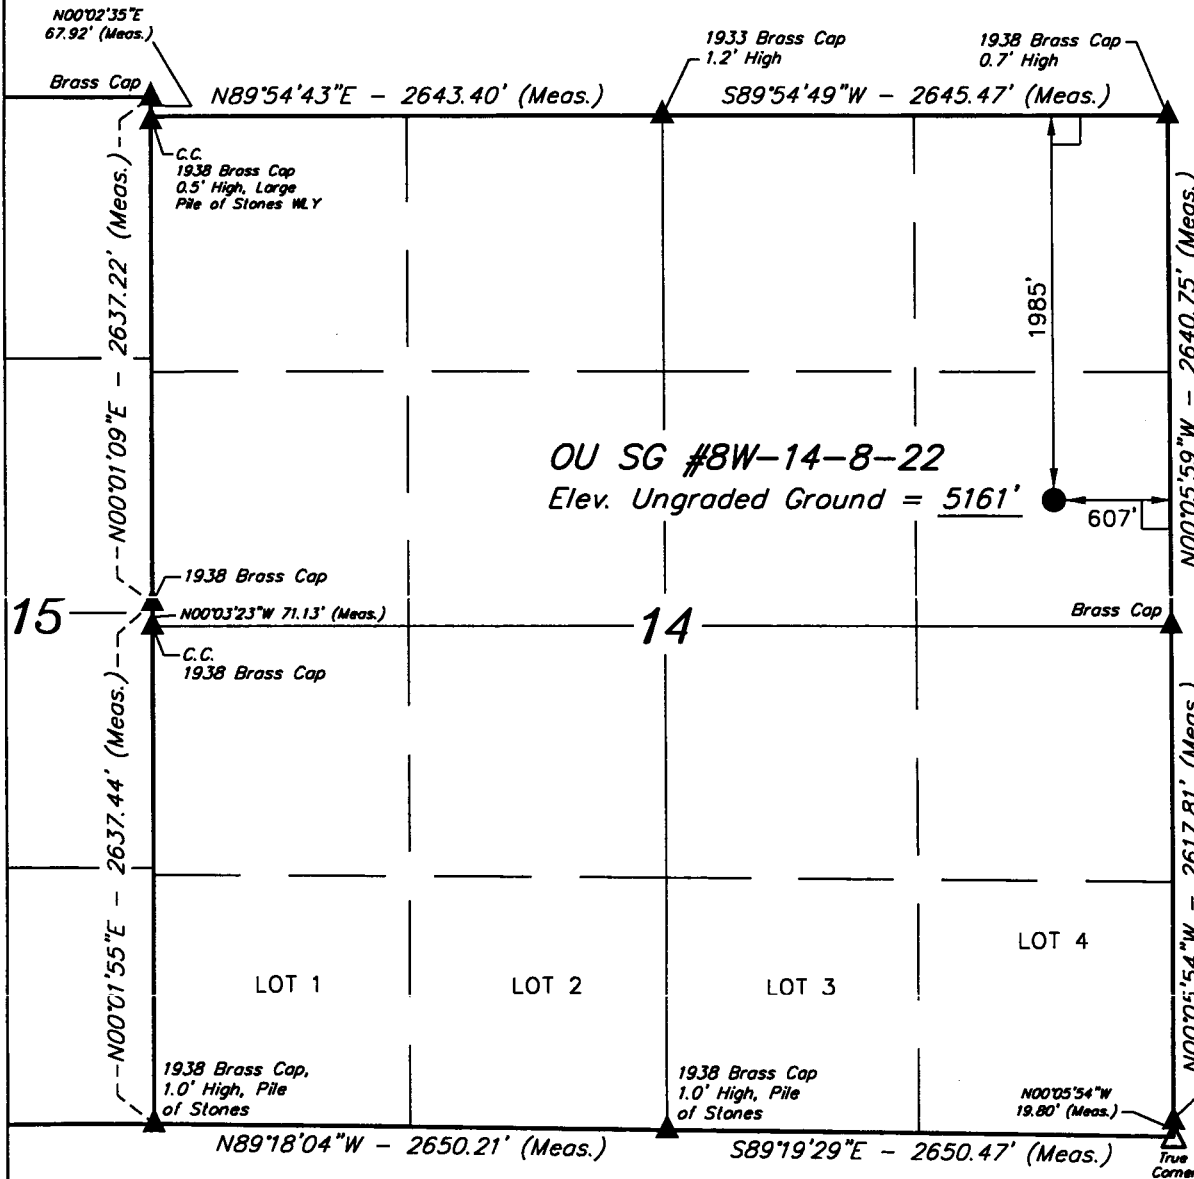 N00°02'35"E
67.92' (Meas.)
Brass Cap
N89°54'43"E - 2643.40' (Meas.)
1933 Brass Cap
1.2' High
S89°54'49"W - 2645.47' (Meas.)
1938 Brass Cap
0.7' High
C.C.
1938 Brass Cap
0.5' High, Large
Pile of Stones WLY
N00°01'09"E - 2637.22' (Meas.)
1985'
N00°05'59"W - 2640.75' (Meas.)
OU SG #8W-14-8-22
Elev. Ungraded Ground = 5161'
607'
1938 Brass Cap
15
N00°03'23"W 71.13' (Meas.)
14
Brass Cap
C.C.
1938 Brass Cap
N00°01'55"E - 2637.44' (Meas.)
N00°05'54"W - 2617.81' (Meas.)
LOT 1
LOT 2
LOT 3
LOT 4
1938 Brass Cap,
1.0' High, Pile
of Stones
1938 Brass Cap
1.0' High, Pile
of Stones
N00°05'54"W
19.80' (Meas.)
N89°18'04"W - 2650.21' (Meas.)
S89°19'29"E - 2650.47' (Meas.)
True
Corner